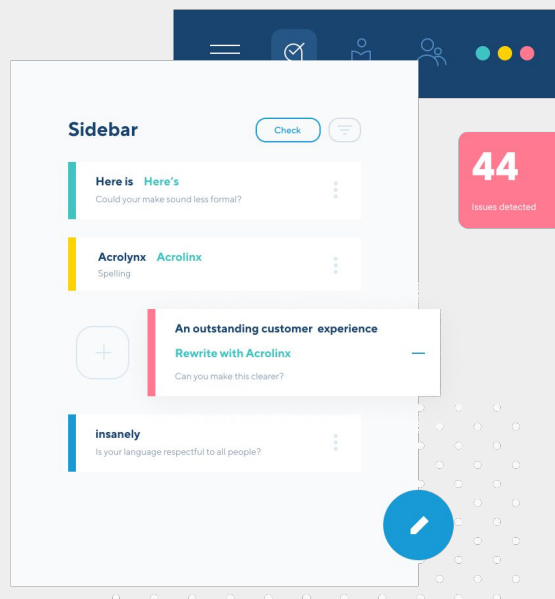 Sidebar
Check
44
Issues detected
Here is Here's
Could your make sound less formal?
Acrolynx Acrolinx
Spelling
An outstanding customer experience
Rewrite with Acrolinx
Can you make this clearer?
insanely
Is your language respectful to all people?